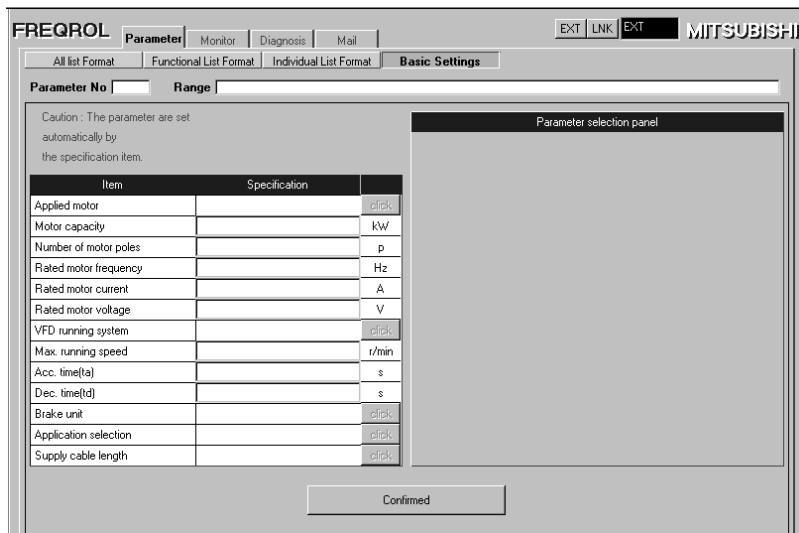 FREQROL Parameter Monitor Diagnosis Mail EXT LNK EXT MITSUBISHI
All list Format Functional List Format Individual List Format Basic Settings
Parameter No Range
Caution : The parameter are set
automatically by
the specification item.
Parameter selection panel
Item Specification
Applied motor click
Motor capacity kW
Number of motor poles p
Rated motor frequency Hz
Rated motor current A
Rated motor voltage V
VFD running system click
Max. running speed r/min
Acc. time(ta) s
Dec. time(td) s
Brake unit click
Application selection click
Supply cable length click
Confirmed